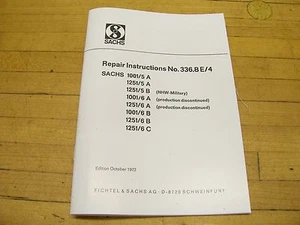 SACHS
Repair Instructions No. 336.8 E/4
SACHS 1001/5 A
1251/5 A
1251/5 B (NHW-Military)
1001/6 A (production discontinued)
1251/6 A (production discontinued)
1001/6 B
1251/6 B
1251/6 C
Edition October 1972
FICHTEL & SACHS AG · D-8720 SCHWEINFURT